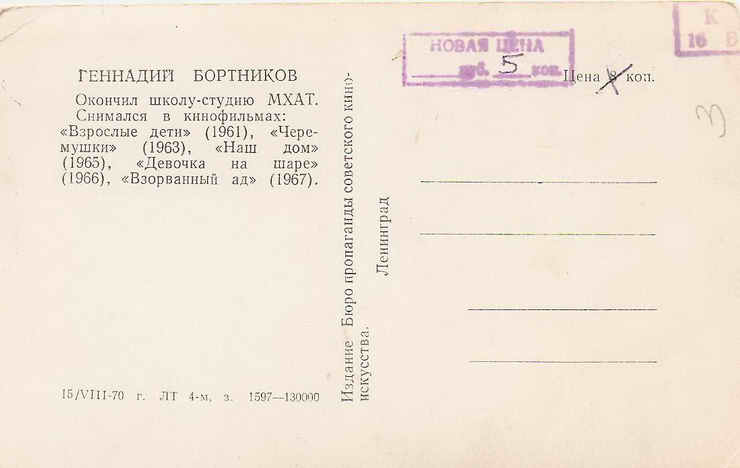 ГЕННАДИЙ БОРТНИКОВ
Окончил школу-студию МХАТ.
Снимался в кинофильмах:
«Взрослые дети» (1961), «Чере-
мушки» (1963), «Наш дом»
(1965), «Девочка на шаре»
(1966), «Взорванный ад» (1967).
15/VIII-70 г. ЛТ 4-м, з. 1597—130000
Издание Бюро пропаганды советского кино-
искусства.
Ленинград
НОВАЯ ЦЕНА
руб. 5 коп.
Цена 8 коп.
К
16 В
3